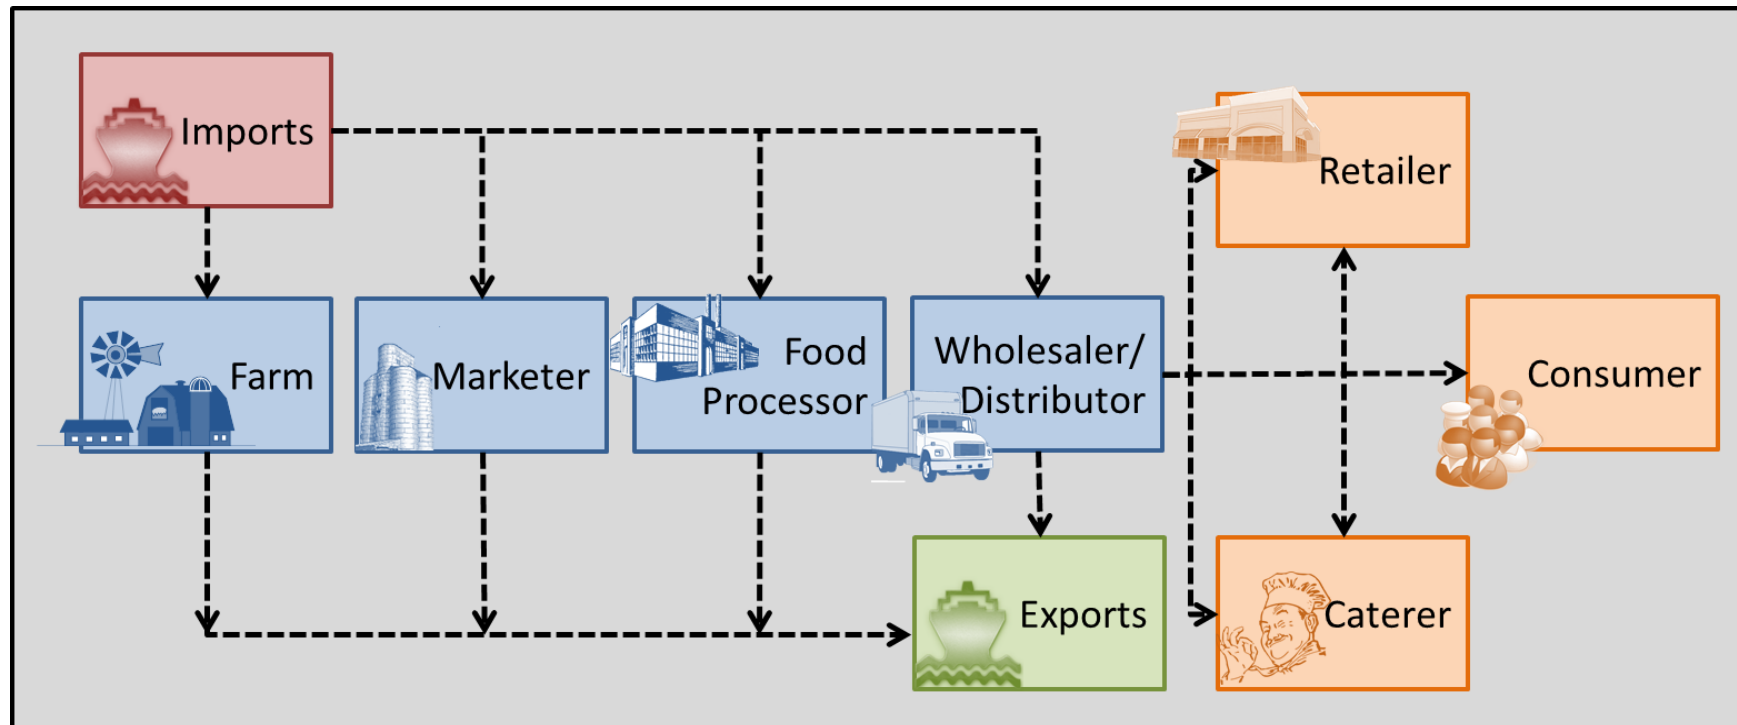 Imports
Retailer
Farm
Marketer
Food
Processor
Wholesaler/
Distributor
Consumer
Exports
Caterer